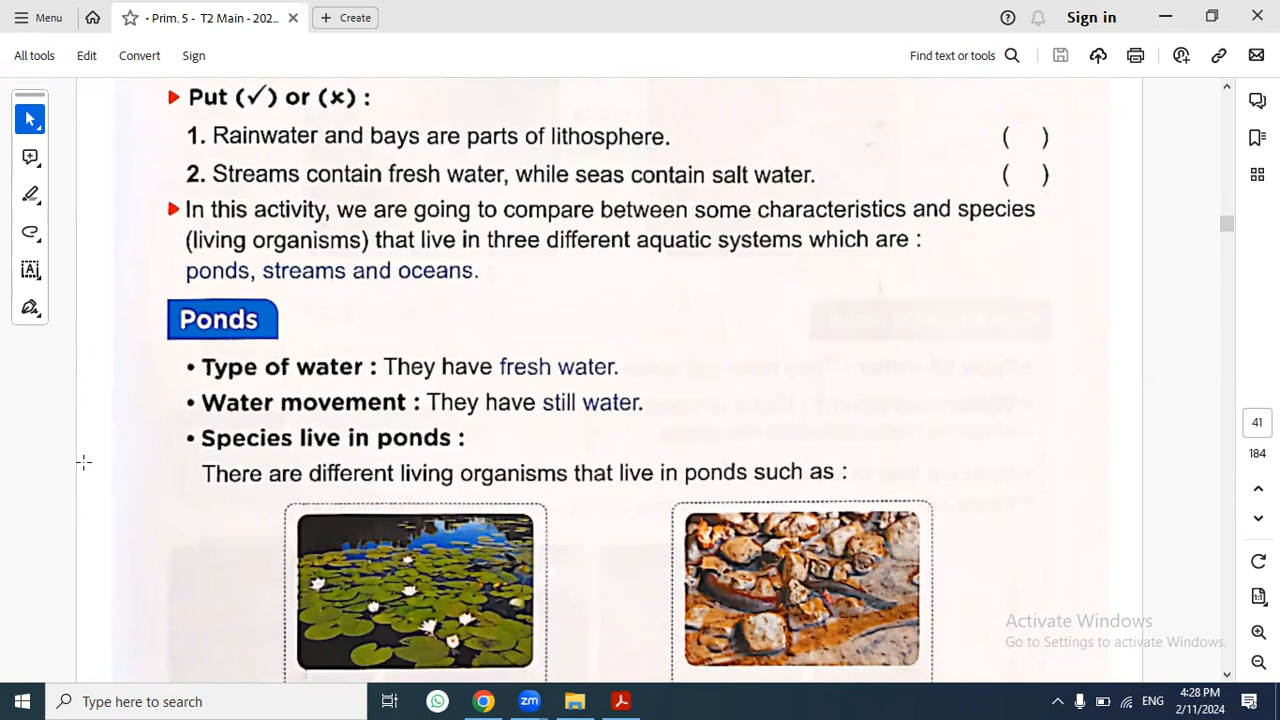 Menu
• Prim. 5 - T2 Main - 202...
Create
Sign in
All tools
Edit
Convert
Sign
Find text or tools
Put (✓) or (×) :
1. Rainwater and bays are parts of lithosphere. ( )
2. Streams contain fresh water, while seas contain salt water. ( )
In this activity, we are going to compare between some characteristics and species
(living organisms) that live in three different aquatic systems which are :
ponds, streams and oceans.
Ponds
• Type of water : They have fresh water.
• Water movement : They have still water.
• Species live in ponds :
There are different living organisms that live in ponds such as :
41
184
Activate Windows
Go to Settings to activate Windows.
Type here to search
zm
ENG
4:28 PM
2/11/2024